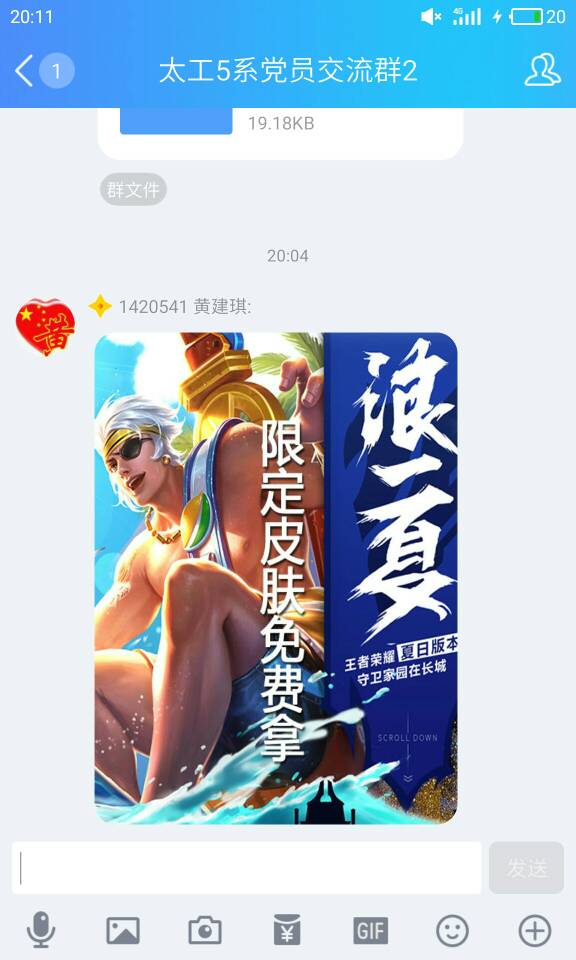 20:11
4G
20
1
太工5系党员交流群2
19.18KB
群文件
20:04
黄
1420541 黄建琪:
浪一夏
限定皮肤免费拿
王者荣耀 夏日版本
守卫家园在长城
SCROLL DOWN
发送
¥
GIF